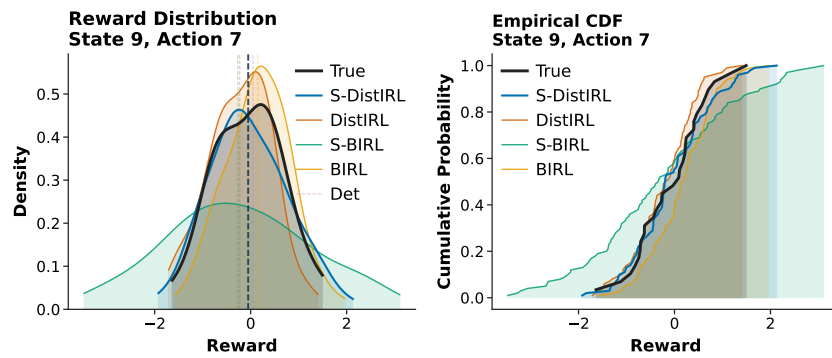 Reward Distribution
State 9, Action 7
Density
0.5
0.4
0.3
0.2
0.1
0.0
−2
0
2
Reward
True
S-DistIRL
DistIRL
S-BIRL
BIRL
Det
Empirical CDF
State 9, Action 7
Cumulative Probability
1.0
0.8
0.6
0.4
0.2
0.0
−2
0
2
Reward
True
S-DistIRL
DistIRL
S-BIRL
BIRL